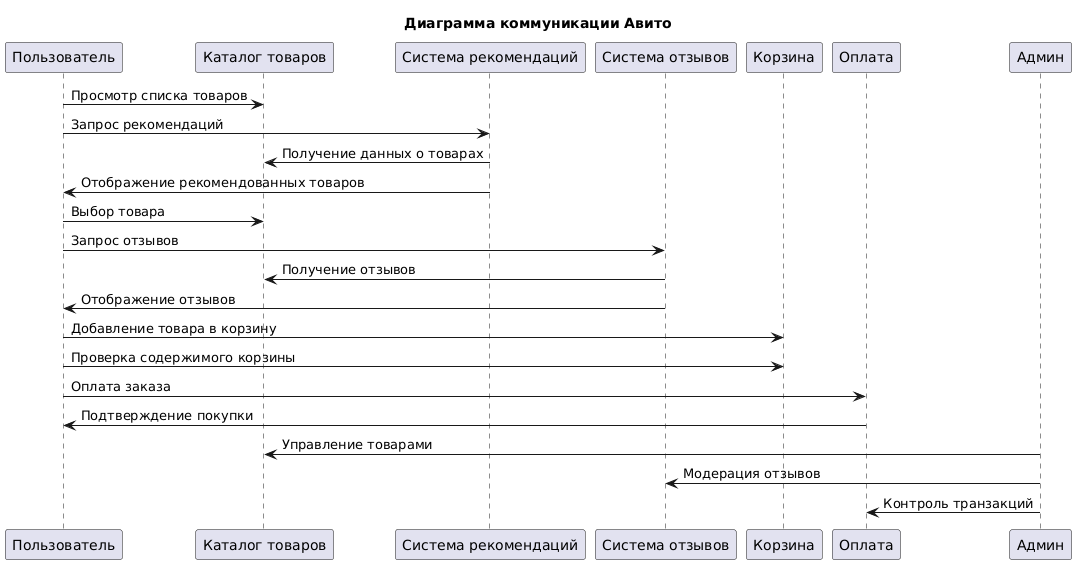 Диаграмма коммуникации Авито
Пользователь Каталог товаров Система рекомендаций Система отзывов Корзина Оплата Админ
Просмотр списка товаров
Запрос рекомендаций
Получение данных о товарах
Отображение рекомендованных товаров
Выбор товара
Запрос отзывов
Получение отзывов
Отображение отзывов
Добавление товара в корзину
Проверка содержимого корзины
Оплата заказа
Подтверждение покупки
Управление товарами
Модерация отзывов
Контроль транзакций
Пользователь Каталог товаров Система рекомендаций Система отзывов Корзина Оплата Админ